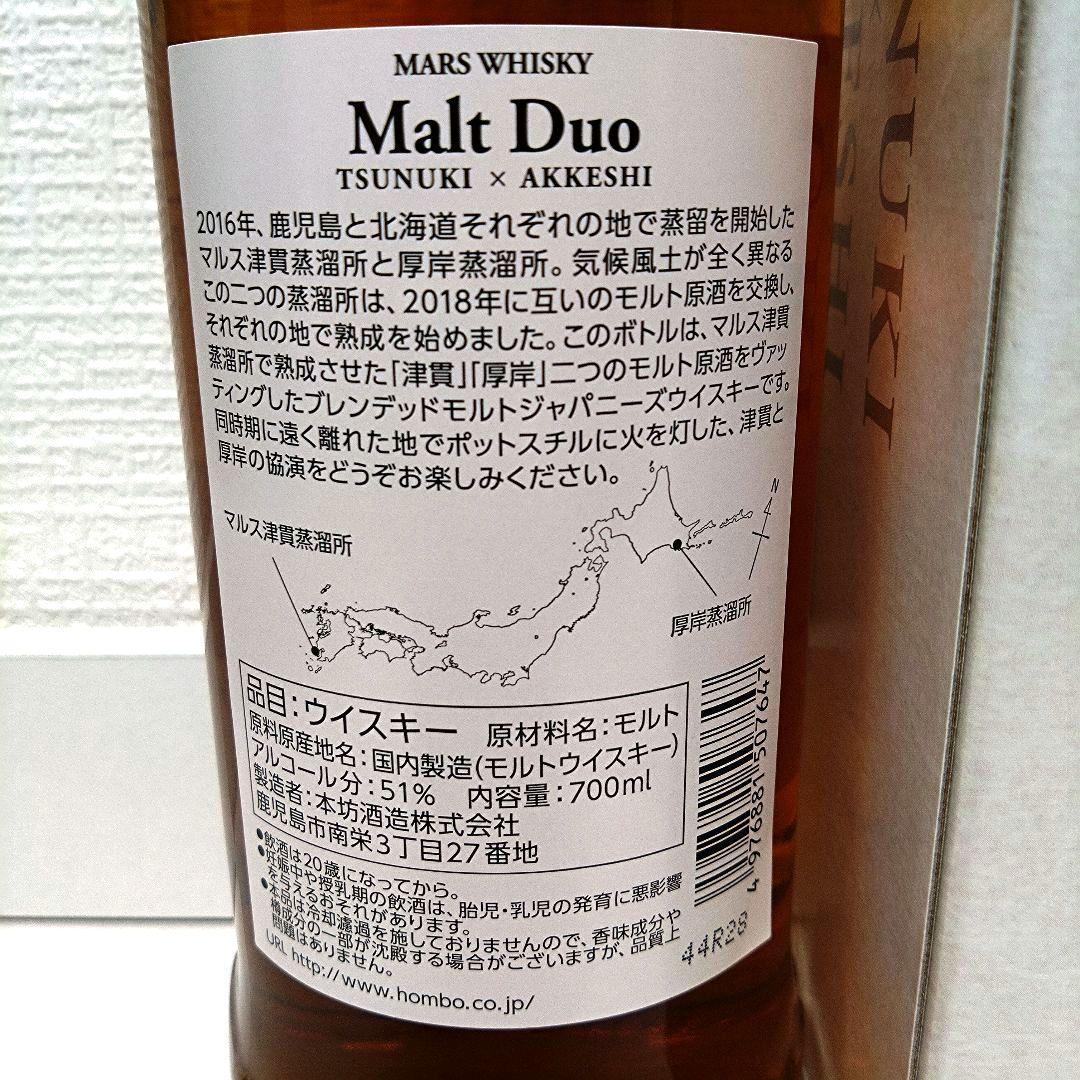 MARS WHISKY
Malt Duo
TSUNUKI × AKKESHI
2016年、鹿児島と北海道それぞれの地で蒸留を開始した
マルス津貫蒸溜所と厚岸蒸溜所。気候風土が全く異なる
この二つの蒸溜所は、2018年に互いのモルト原酒を交換し、
それぞれの地で熟成を始めました。このボトルは、マルス津貫
蒸溜所で熟成させた「津貫」「厚岸」二つのモルト原酒をヴァッ
ティングしたブレンデッドモルトジャパニーズウイスキーです。
同時期に遠く離れた地でポットスチルに火を灯した、津貫と
厚岸の協演をどうぞお楽しみください。
N
マルス津貫蒸溜所
厚岸蒸溜所
品目：ウイスキー 原材料名：モルト
原料原産地名：国内製造(モルトウイスキー)
アルコール分：51% 内容量：700ml
製造者：本坊酒造株式会社
鹿児島市南栄3丁目27番地
4 976881 507647
●飲酒は20歳になってから。
●妊娠中や授乳期の飲酒は、胎児・乳児の発育に悪影響
を与えるおそれがあります。
●本品は冷却濾過を施しておりませんので、香味成分や
構成分の一部が沈殿する場合がございますが、品質上
問題はありません。
44R28
URL http://www.hombo.co.jp/
NUKI
ESHI